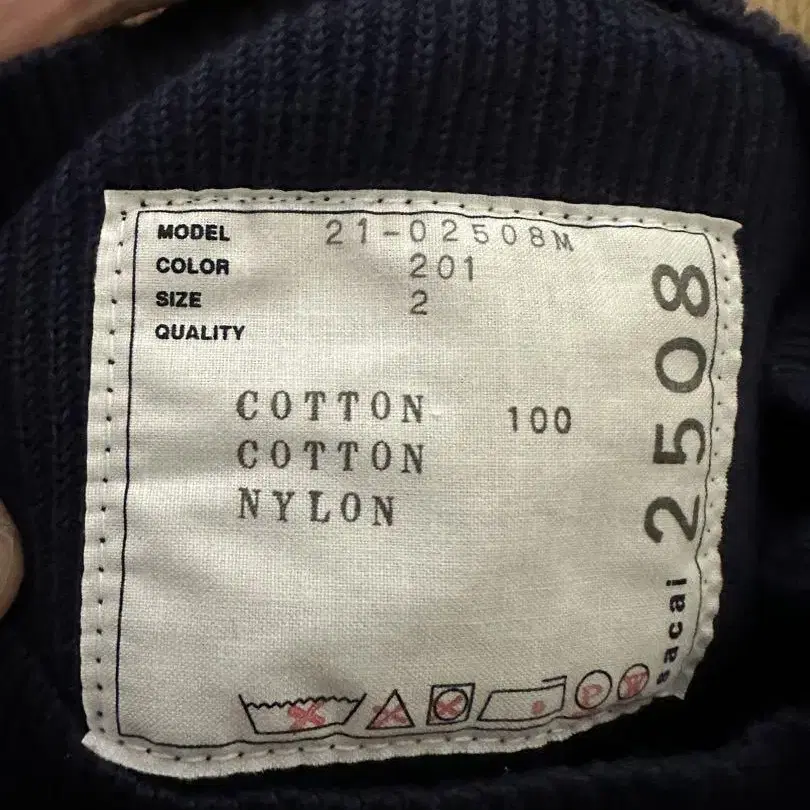 MODEL 21-02508M
COLOR 201
SIZE 2
QUALITY
COTTON 100
COTTON
NYLON
sacai 2508
P